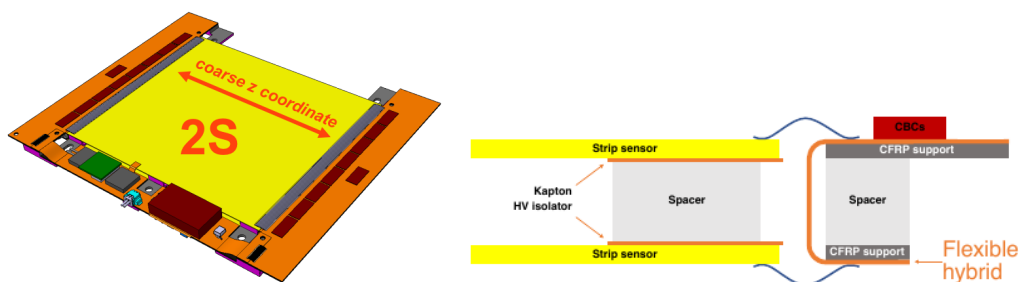 coarse z coordinate
2S
CBCs
Strip sensor
CFRP support
Kapton
HV isolator
Spacer
Spacer
Strip sensor
CFRP support
Flexible
hybrid